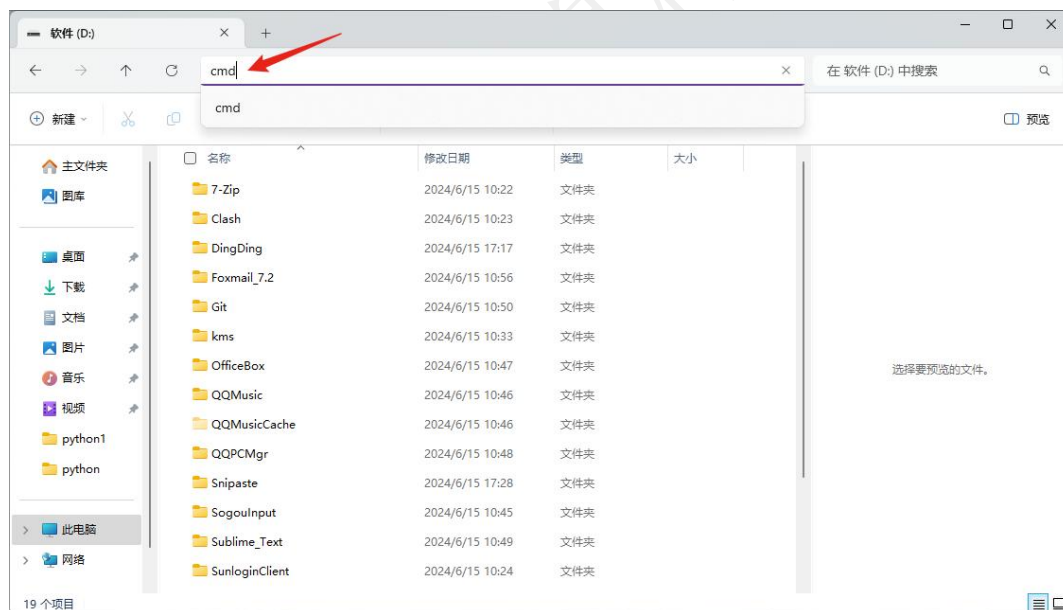 软件 (D:)
cmd
在 软件 (D:) 中搜索
cmd
新建
预览
名称 修改日期 类型 大小
主文件夹
图库
桌面
下载
文档
图片
音乐
视频
python1
python
此电脑
网络
7-Zip 2024/6/15 10:22 文件夹
Clash 2024/6/15 10:23 文件夹
DingDing 2024/6/15 17:17 文件夹
Foxmail_7.2 2024/6/15 10:56 文件夹
Git 2024/6/15 10:50 文件夹
kms 2024/6/15 10:33 文件夹
OfficeBox 2024/6/15 10:47 文件夹
QQMusic 2024/6/15 10:46 文件夹
QQMusicCache 2024/6/15 10:46 文件夹
QQPCMgr 2024/6/15 10:48 文件夹
Snipaste 2024/6/15 17:28 文件夹
SogouInput 2024/6/15 10:45 文件夹
Sublime_Text 2024/6/15 10:49 文件夹
SunloginClient 2024/6/15 10:24 文件夹
选择要预览的文件。
19 个项目